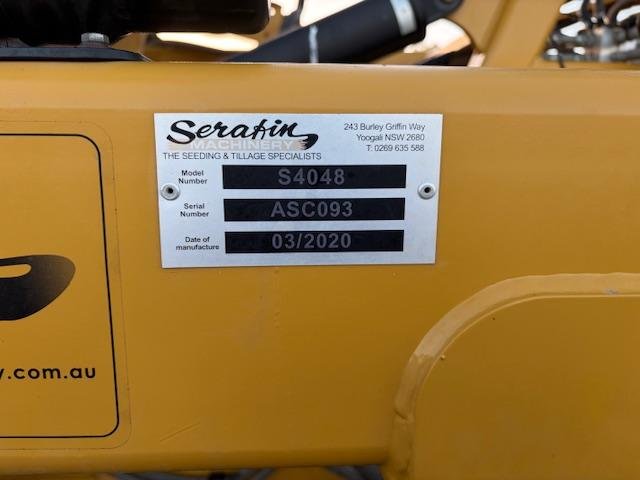 Serafin
MACHINERY
THE SEEDING & TILLAGE SPECIALISTS
243 Burley Griffin Way
Yoogali NSW 2680
T: 0269 635 588
Model Number S4048
Serial Number ASC093
Date of manufacture 03/2020
.com.au